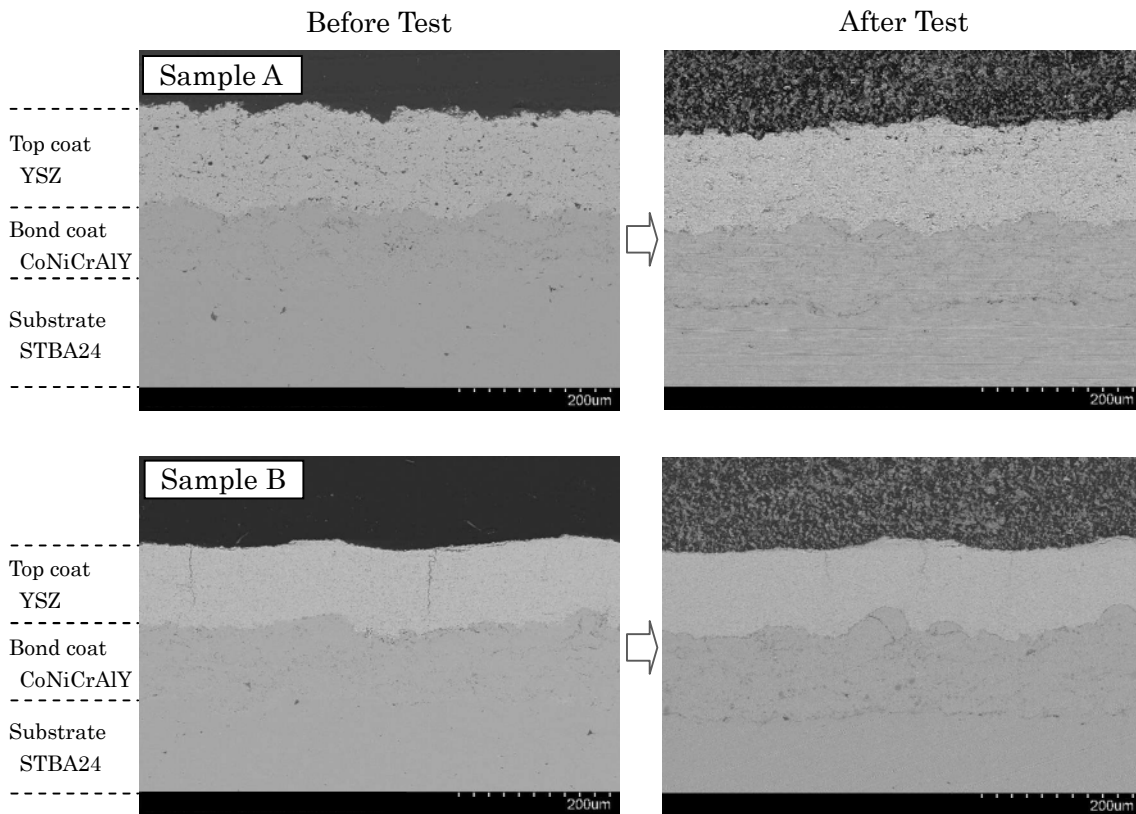 Before Test
After Test
Sample A
Top coat
YSZ
Bond coat
CoNiCrAlY
Substrate
STBA24
200um
200um
Sample B
Top coat
YSZ
Bond coat
CoNiCrAlY
Substrate
STBA24
200um
200um